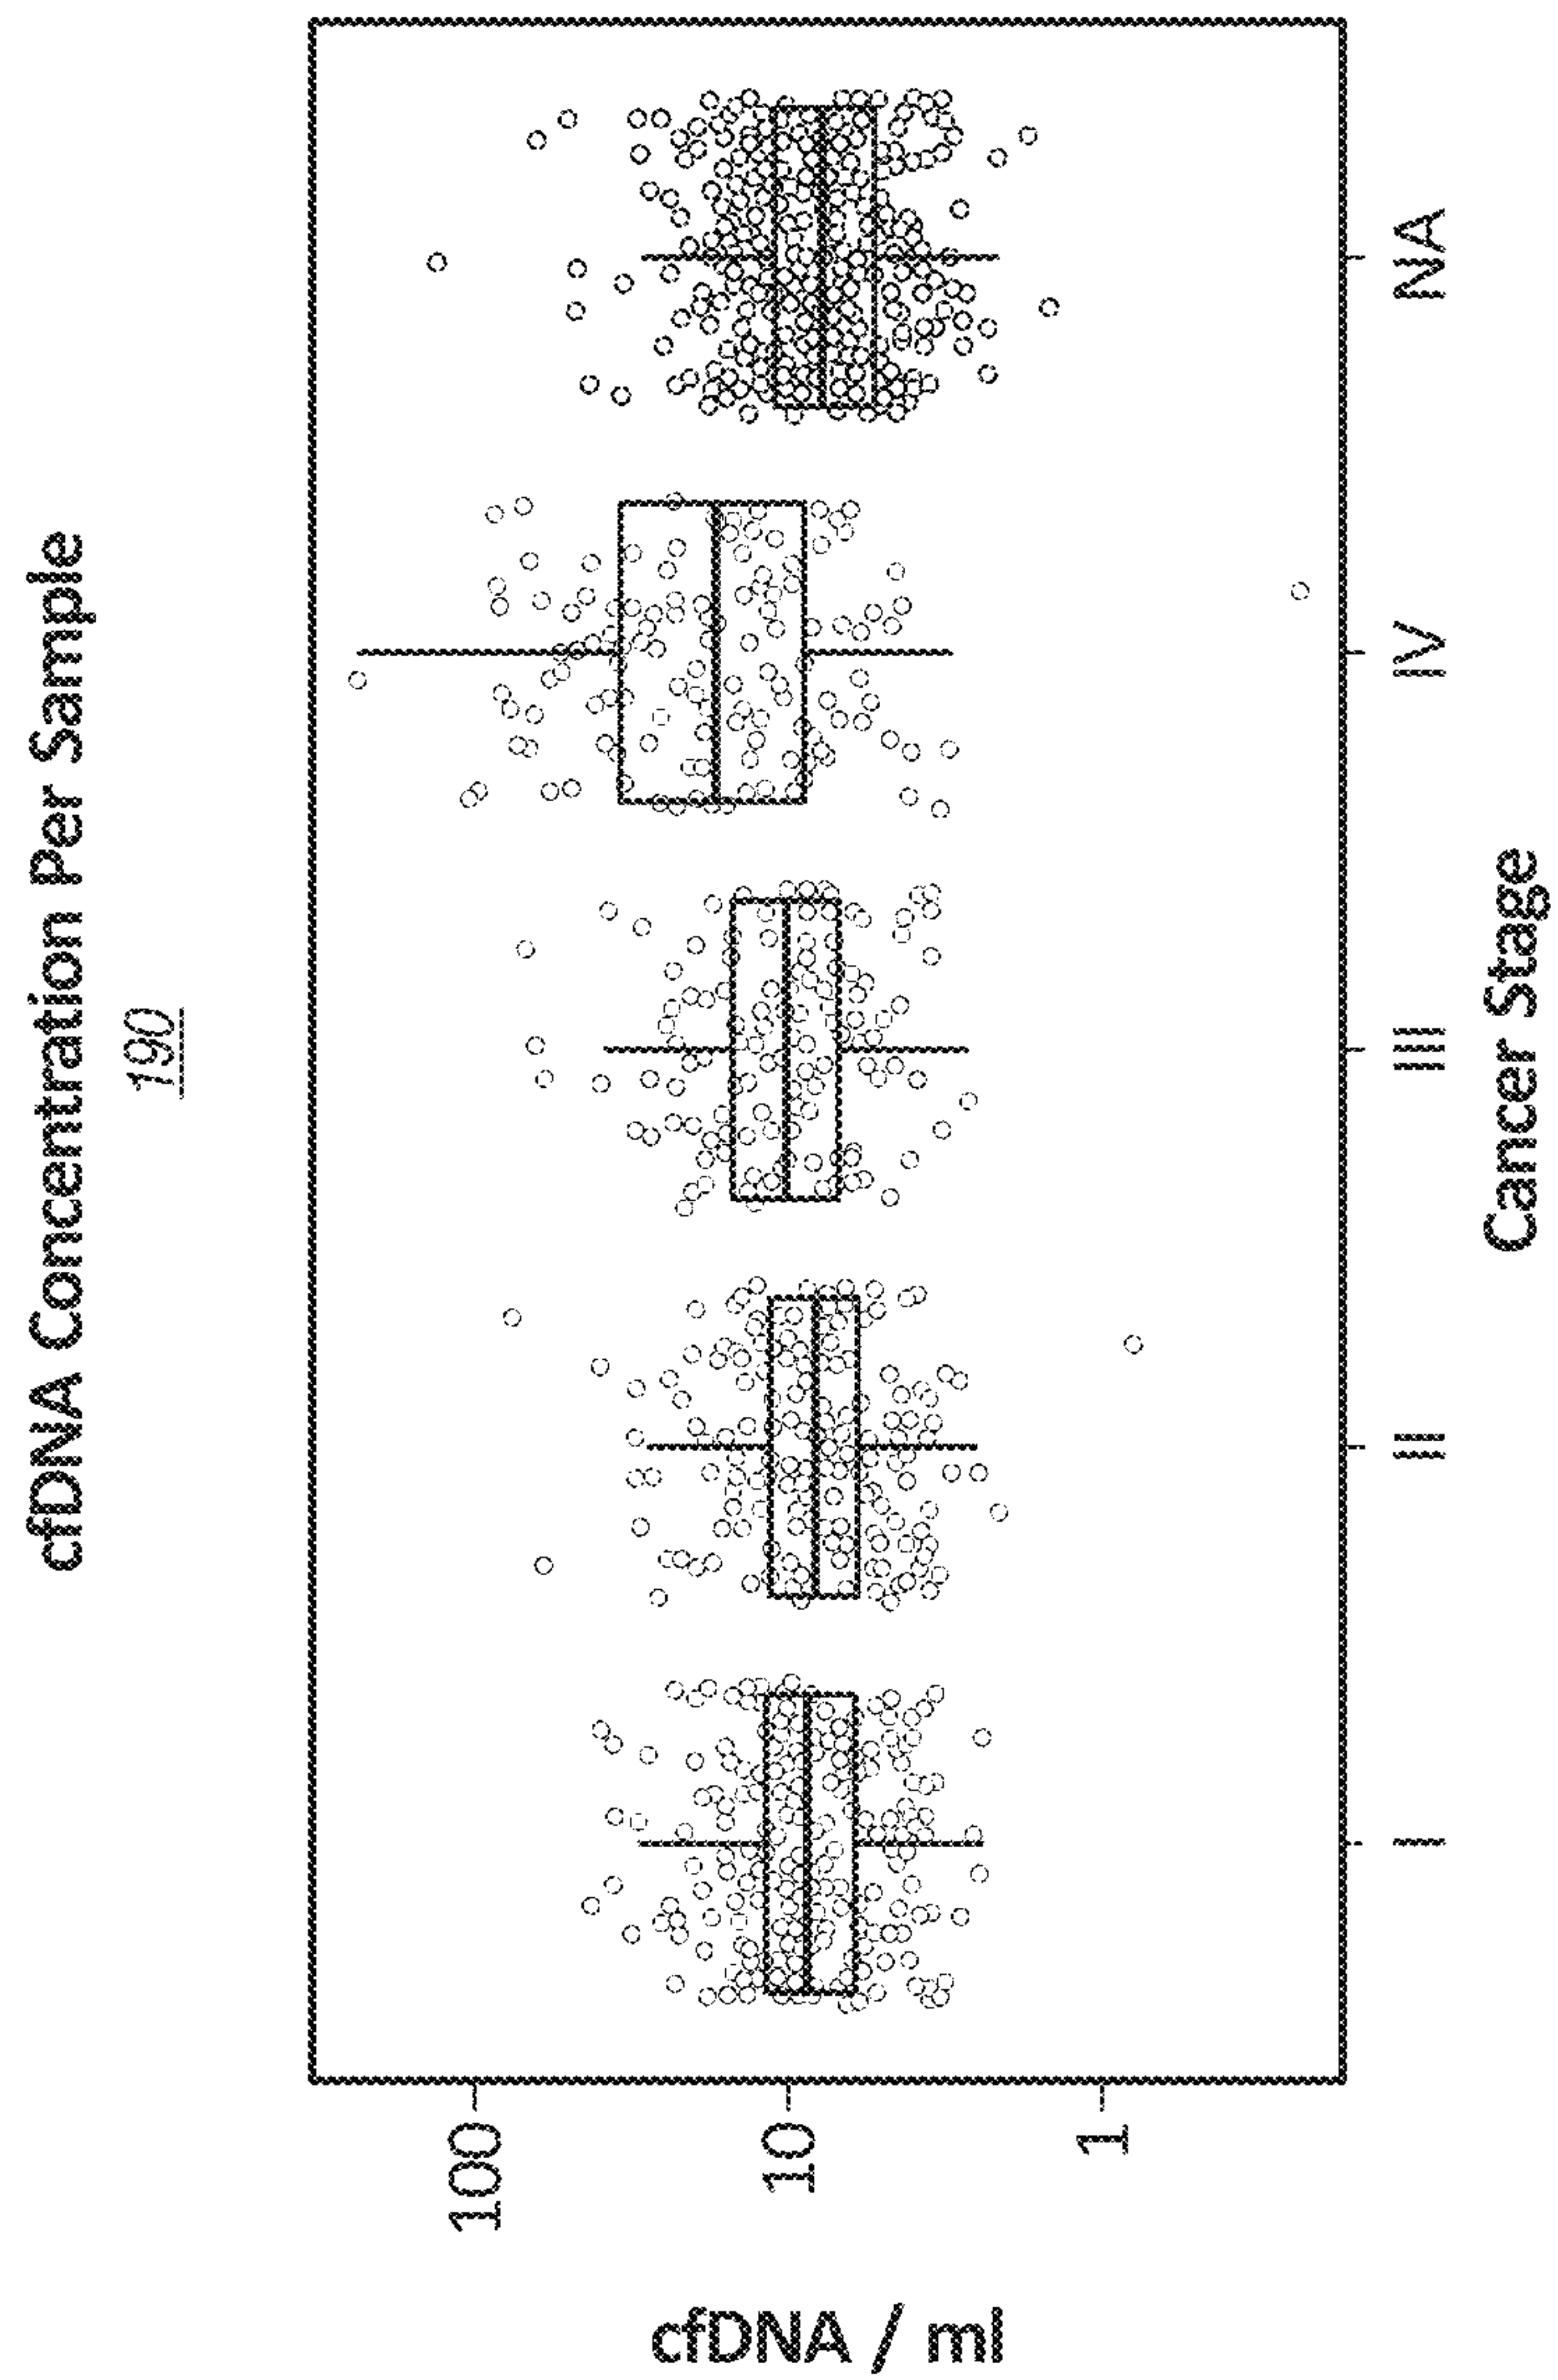 cfDNA Concentration Per Sample
190
cfDNA / ml
100
10
1
I
II
III
IV
NA
Cancer Stage